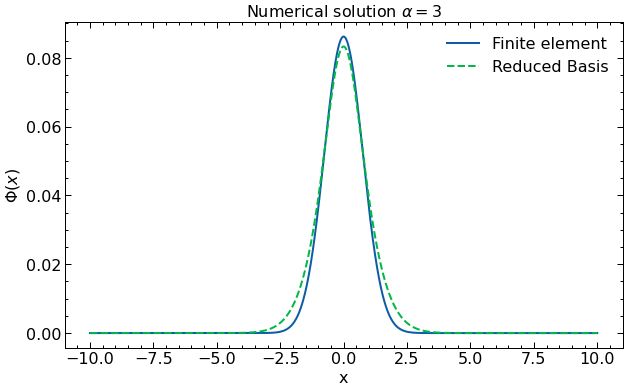 Numerical solution α = 3
Finite element
Reduced Basis
Φ(x)
0.08
0.06
0.04
0.02
0.00
−10.0 −7.5 −5.0 −2.5 0.0 2.5 5.0 7.5 10.0
x